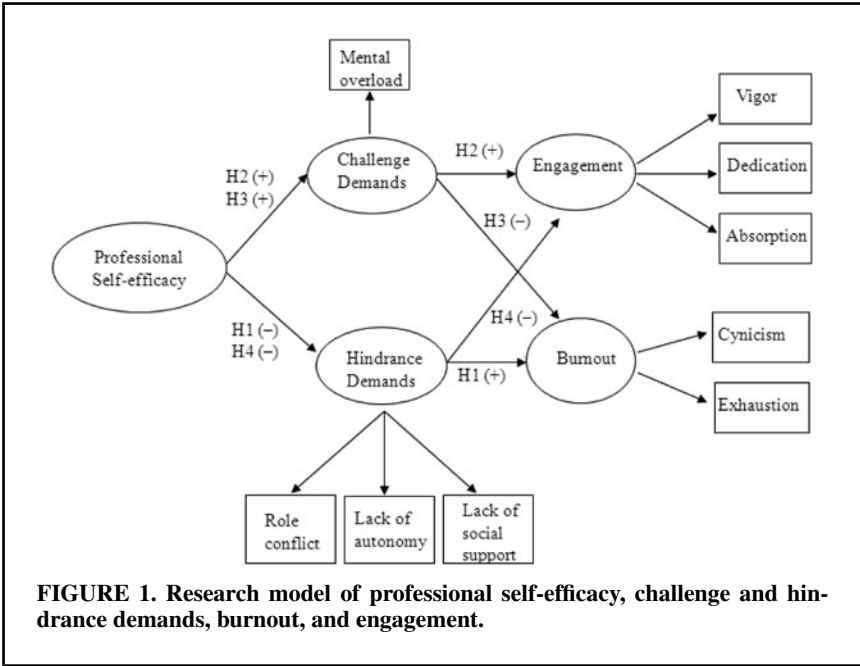 Mental
overload
Vigor
Challenge
Demands
H2 (+)
Engagement
Dedication
H2 (+)
H3 (+)
H3 (–)
Absorption
Professional
Self-efficacy
H4 (–)
H1 (–)
H4 (–)
Cynicism
Hindrance
Demands
H1 (+)
Burnout
Exhaustion
Role
conflict
Lack of
autonomy
Lack of
social
support
FIGURE 1. Research model of professional self-efficacy, challenge and hin-
drance demands, burnout, and engagement.